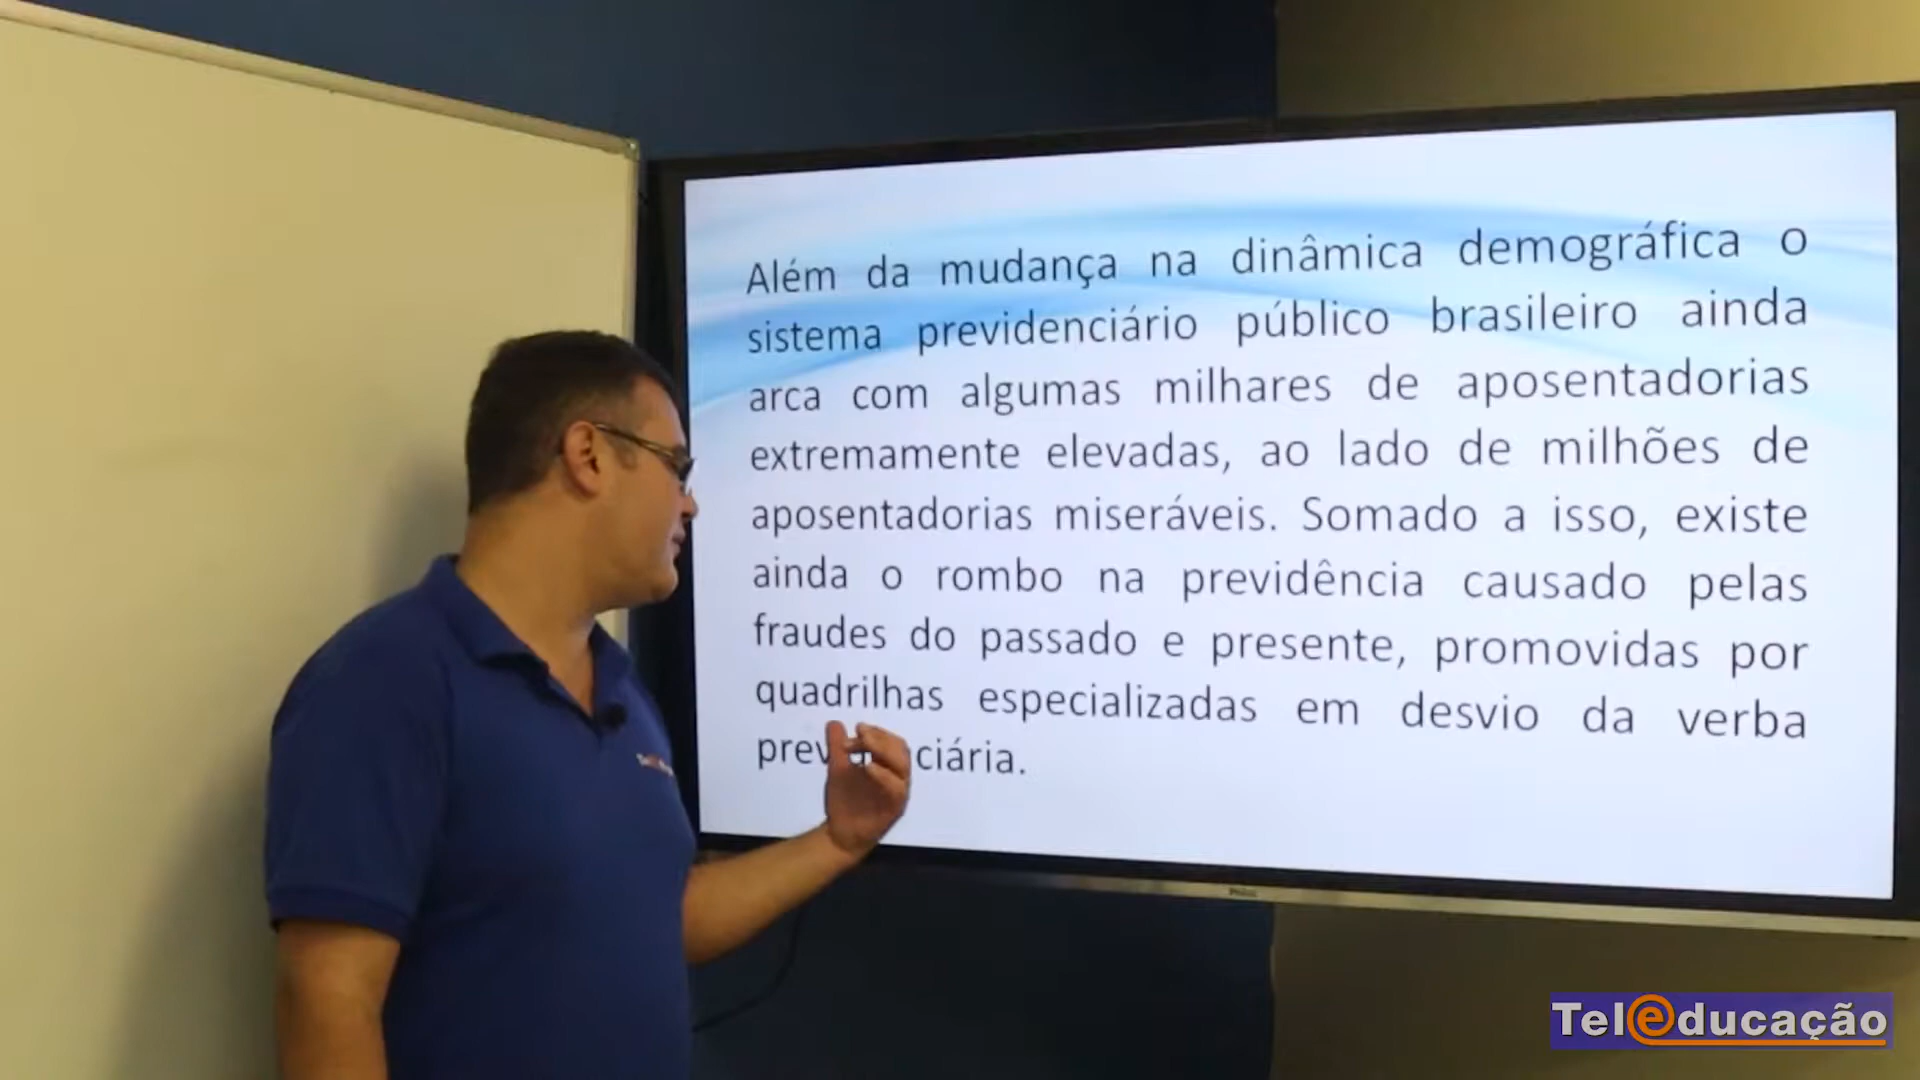 Além da mudança na dinâmica demográfica o
sistema previdenciário público brasileiro ainda
arca com algumas milhares de aposentadorias
extremamente elevadas, ao lado de milhões de
aposentadorias miseráveis. Somado a isso, existe
ainda o rombo na previdência causado pelas
fraudes do passado e presente, promovidas por
quadrilhas especializadas em desvio da verba
previdenciária.
Teleducação